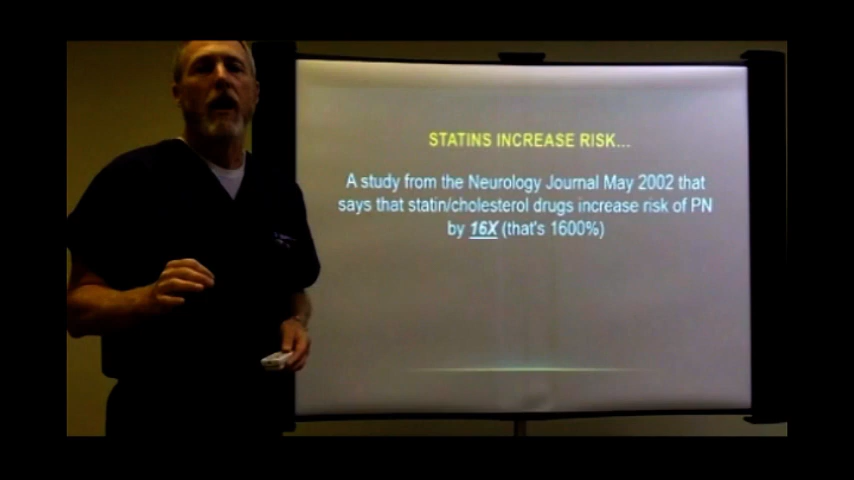 STATINS INCREASE RISK...
A study from the Neurology Journal May 2002 that
says that statin/cholesterol drugs increase risk of PN
by 16X (that's 1600%)